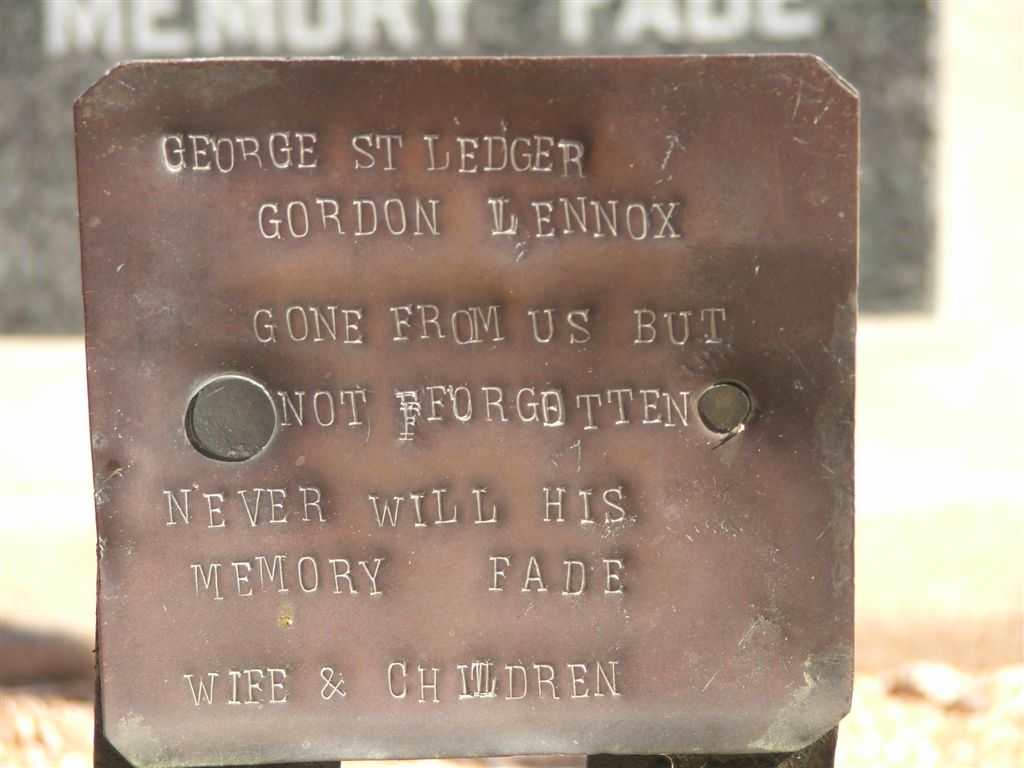 MEMORY FADE
GEORGE ST LEDGER
GORDON LENNOX
GONE FROM US BUT
NOT FORGOTTEN
NEVER WILL HIS
MEMORY FADE
WIFE & CHILDREN